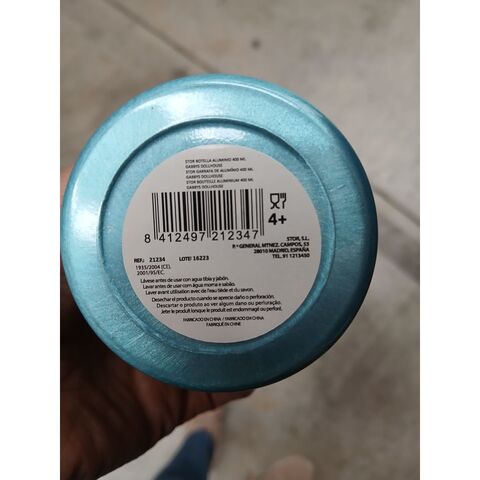 STOR BOTELLA ALUMINIO 400 ML
GABBYS DOLLHOUSE
STOR GARRAFA DE ALUMÍNIO 400 ML
GABBYS DOLLHOUSE
STOR BOUTEILLE ALUMINIUM 400 ML
GABBYS DOLLHOUSE
4+
8 412497 212347
STOR, S.L.
P.º GENERAL MTNEZ. CAMPOS, 53
28010 MADRID, ESPAÑA
TEL. 91 1213450
REF.: 21234 LOTE/ 16223
1935/2004 (CE),
2001/95/EC
Lávese antes de usar con agua tibia y jabón.
Lavar antes de usar com água morna e sabão.
Laver avant utilisation avec de l'eau tiède et du savon.
Desechar el producto cuando se aprecie daño o perforación.
Descartar o produto ao ver algum dano ou perfuração.
Jeter le produit lorsque le produit est endommagé ou perforé.
FABRICADO EN CHINA / FABRICADO EM CHINA
FABRIQUÉ EN CHINE